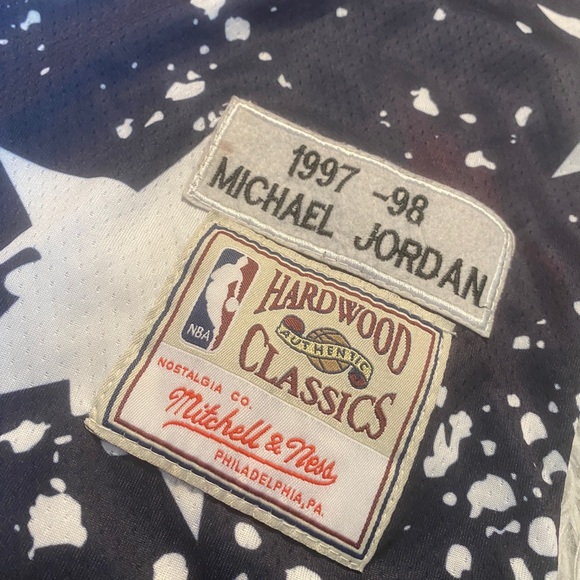 1997 -98
MICHAEL JORDAN
NBA
HARDWOOD
AUTHENTIC
CLASSICS
NOSTALGIA CO.
Mitchell & Ness
PHILADELPHIA, PA.